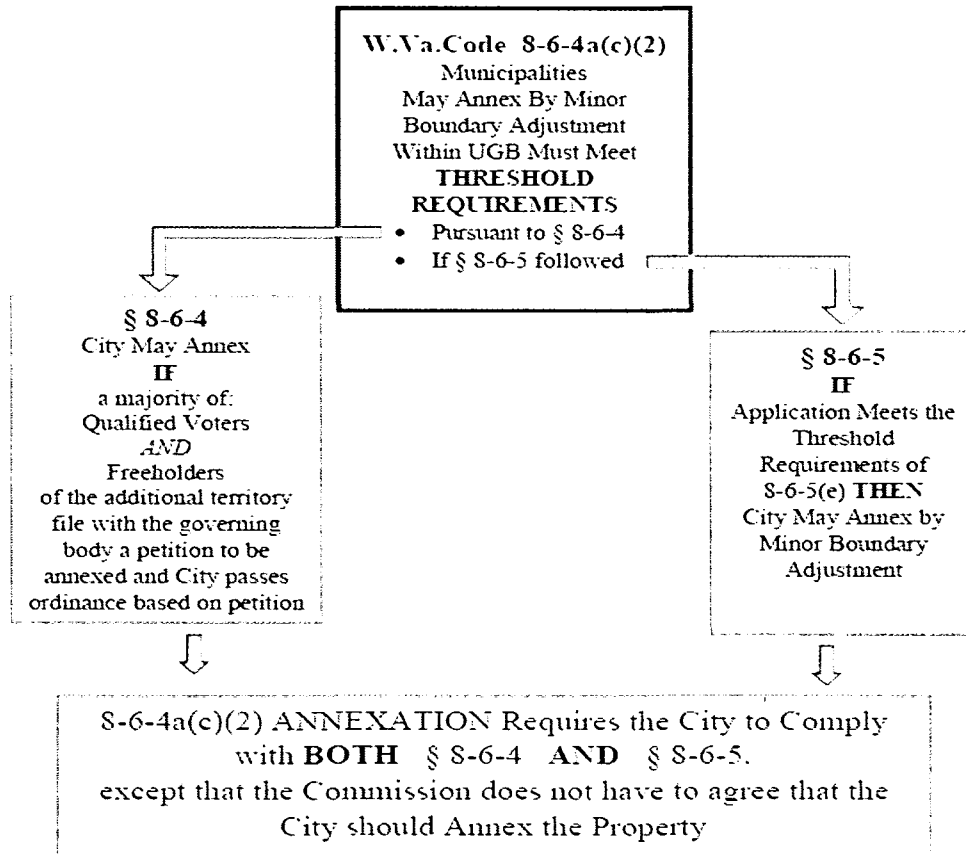 W.Va.Code 8-6-4a(c)(2)
Municipalities
May Annex By Minor
Boundary Adjustment
Within UGB Must Meet
THRESHOLD
REQUIREMENTS
• Pursuant to § 8-6-4
• If § 8-6-5 followed
§ 8-6-4
City May Annex
IF
a majority of:
Qualified Voters
AND
Freeholders
of the additional territory
file with the governing
body a petition to be
annexed and City passes
ordinance based on petition
§ 8-6-5
IF
Application Meets the
Threshold
Requirements of
8-6-5(e) THEN
City May Annex by
Minor Boundary
Adjustment
8-6-4a(c)(2) ANNEXATION Requires the City to Comply
with BOTH § 8-6-4 AND § 8-6-5.
except that the Commission does not have to agree that the
City should Annex the Property